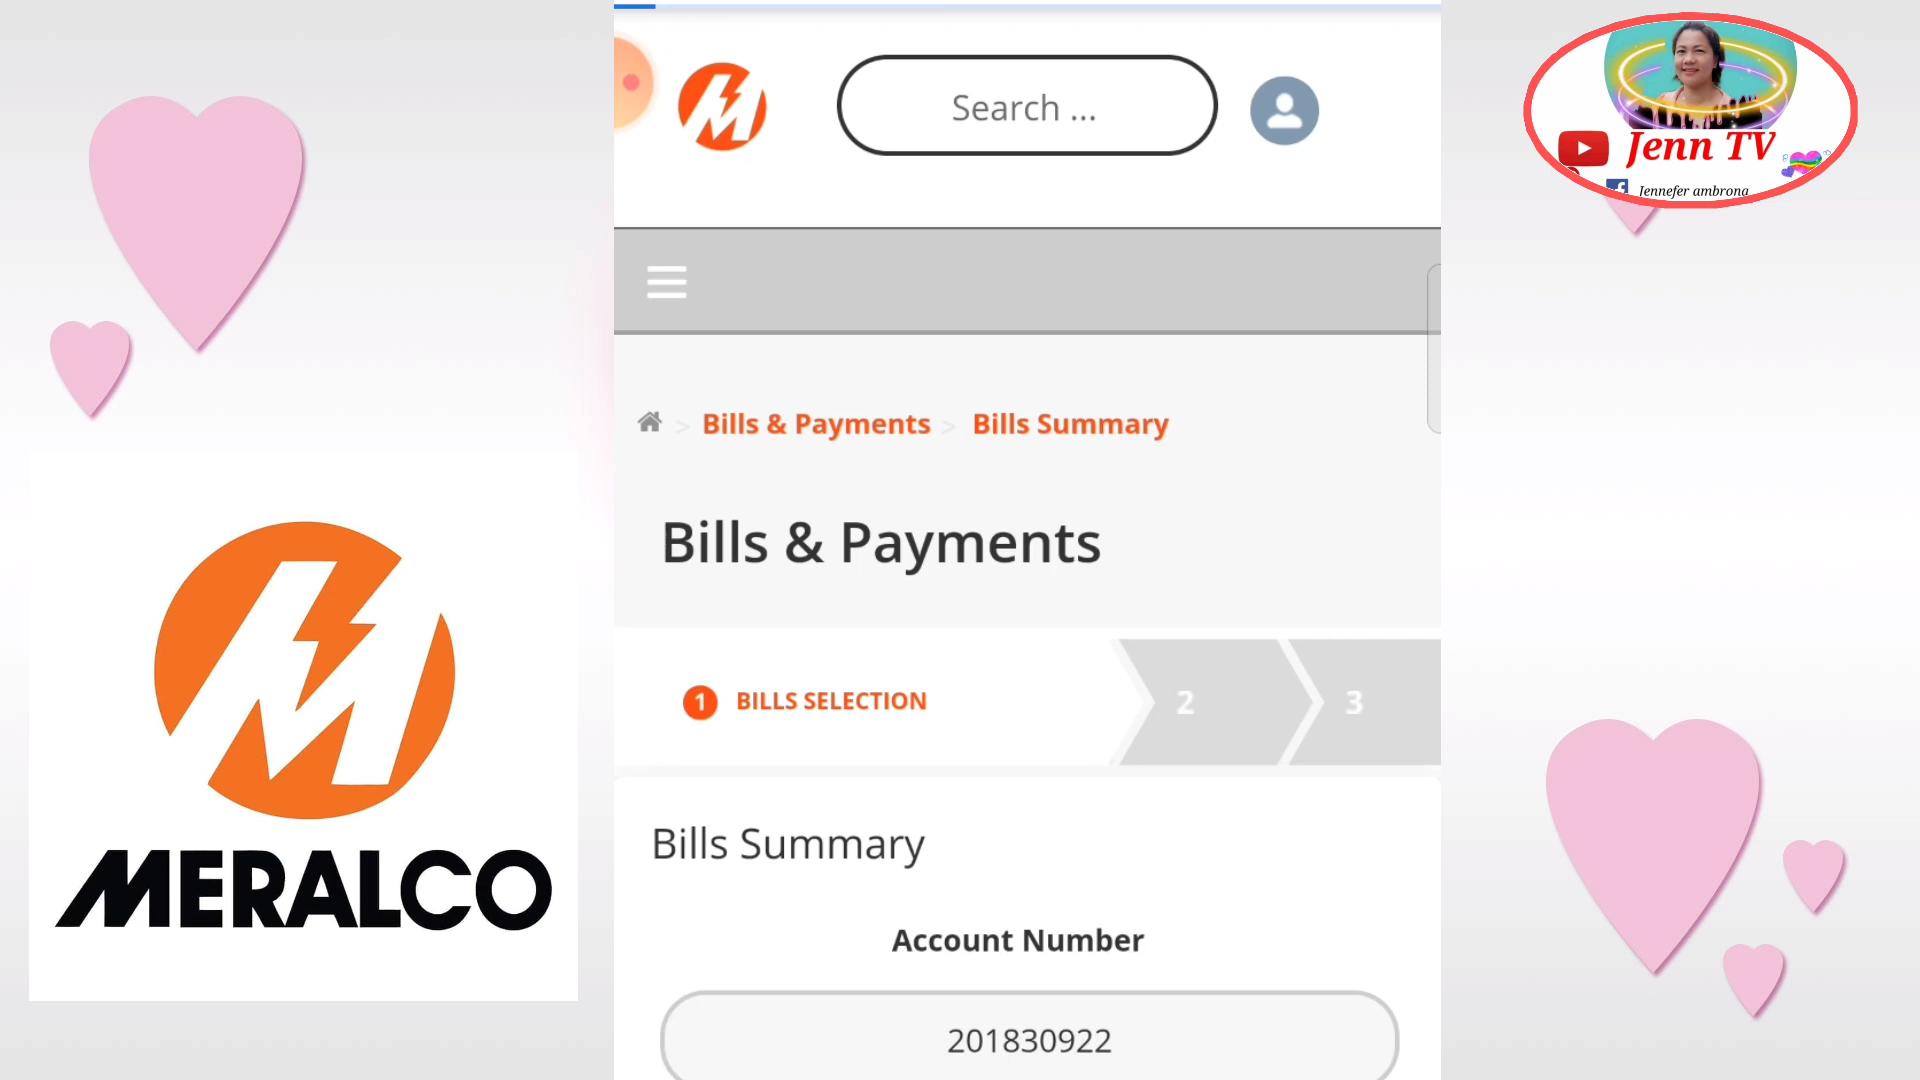 Search ...
Jenn TV
Jennefer ambrona
> Bills & Payments > Bills Summary
Bills & Payments
1 BILLS SELECTION 2 3
Bills Summary
MERALCO
Account Number
201830922